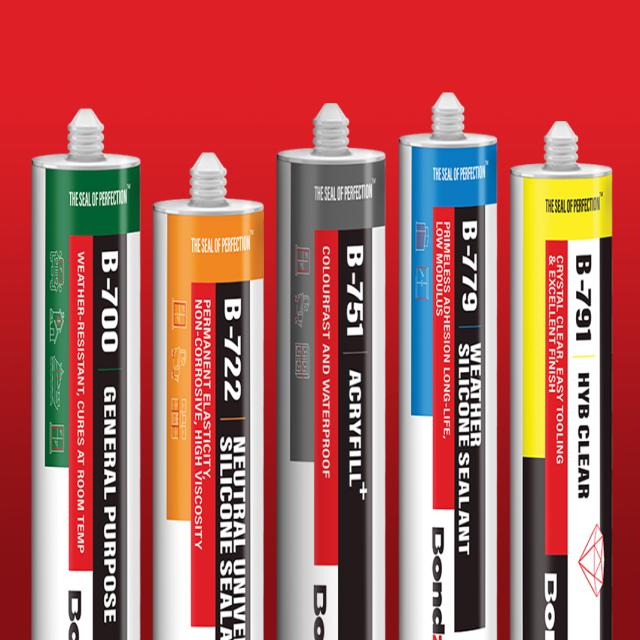 THE SEAL OF PERFECTION™
B-700 | GENERAL PURPOSE
WEATHER-RESISTANT, CURES AT ROOM TEMP
Bo
THE SEAL OF PERFECTION™
B-722 | NEUTRAL UNIVE
SILICONE SEALA
PERMANENT ELASTICITY,
NON-CORROSIVE, HIGH VISCOSITY
THE SEAL OF PERFECTION™
B-751 | ACRYFILL+
COLOURFAST AND WATERPROOF
Bo
THE SEAL OF PERFECTION™
B-779 | WEATHER
SILICONE SEALANT
PRIMELESS ADHESION LONG-LIFE,
LOW MODULUS
Bond
THE SEAL OF PERFECTION™
B-791 | HYB CLEAR
CRYSTAL CLEAR, EASY TOOLING
& EXCELLENT FINISH
Bo